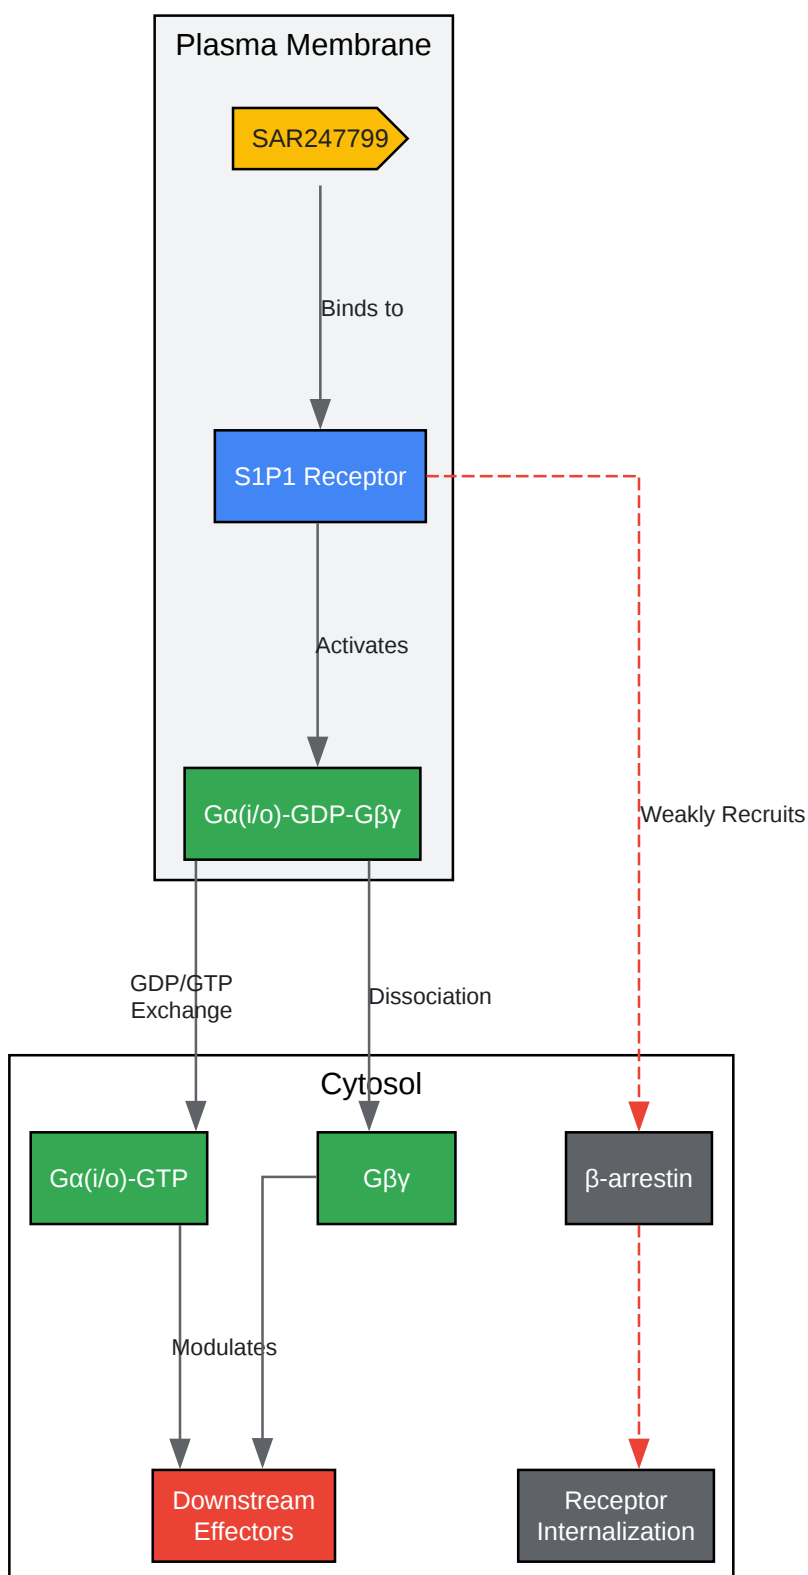 Plasma Membrane
SAR247799
Binds to
S1P1 Receptor
Activates
Gα(i/o)-GDP-Gβγ
Weakly Recruits
GDP/GTP
Exchange
Dissociation
Cytosol
Gα(i/o)-GTP
Gβγ
β-arrestin
Modulates
Downstream
Effectors
Receptor
Internalization